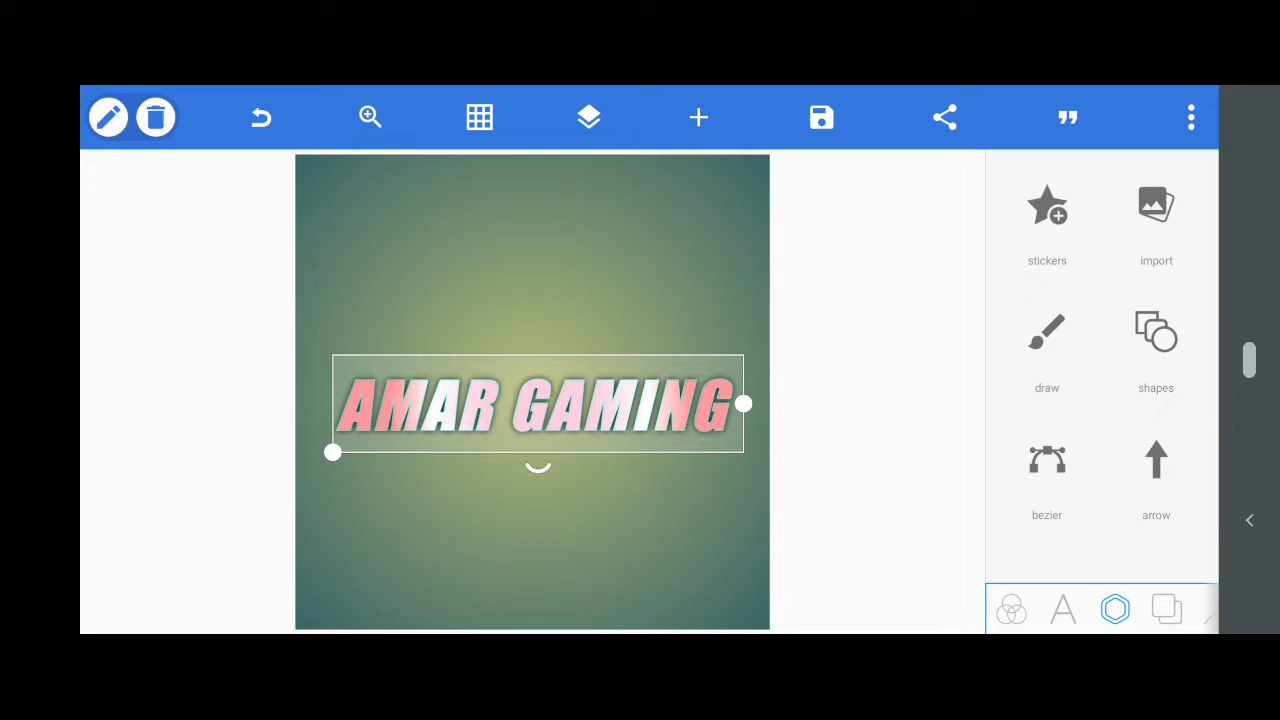 AMAR GAMING
stickers
import
draw
shapes
bezier
arrow